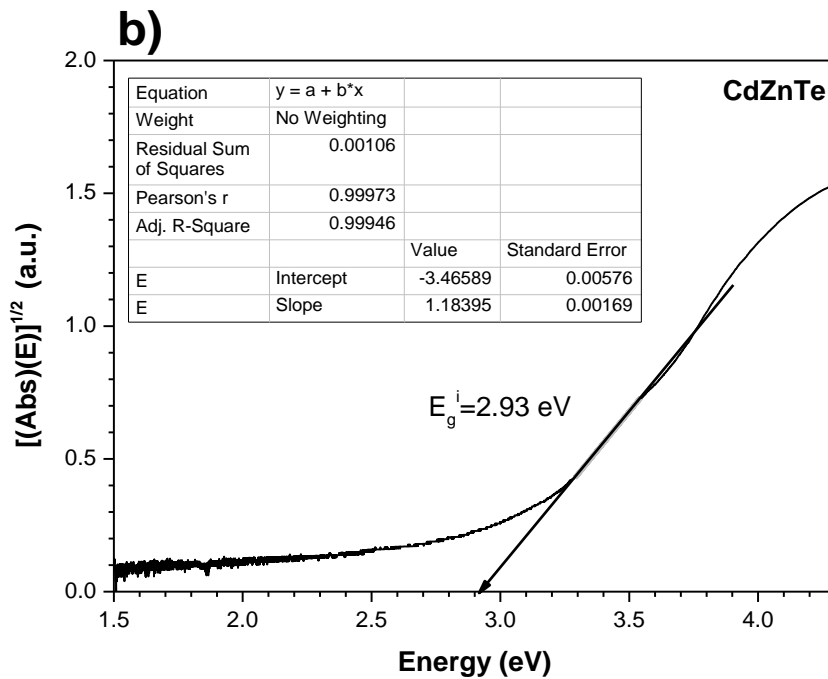 b)
CdZnTe
Equation y = a + b*x
Weight No Weighting
Residual Sum of Squares 0.00106
Pearson's r 0.99973
Adj. R-Square 0.99946
Value Standard Error
E Intercept -3.46589 0.00576
E Slope 1.18395 0.00169
E_g^i=2.93 eV
[(Abs)(E)]^1/2 (a.u.)
2.0
1.5
1.0
0.5
0.0
1.5 2.0 2.5 3.0 3.5 4.0
Energy (eV)